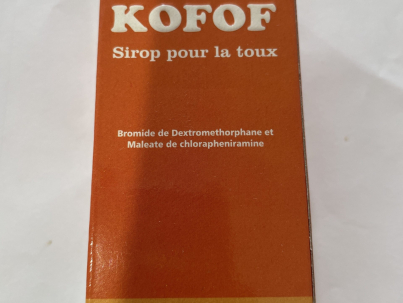 KOFOF
Sirop pour la toux
Bromide de Dextromethorphane et
Maleate de chlorapheniramine